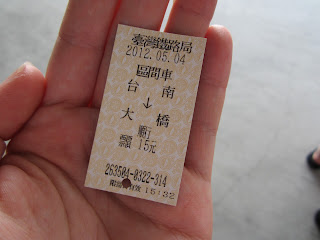 臺灣鐵路局
2012.05.04
區間車
台 南
↓
大 橋
票價 15元
263504-0322-314
15:32